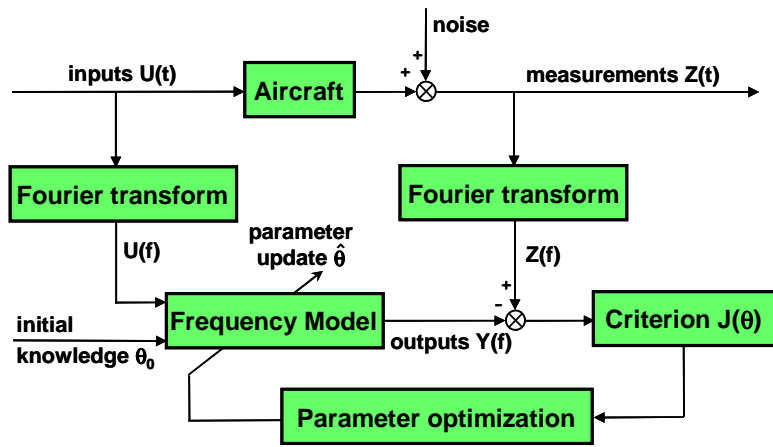 noise
inputs U(t)
+
+
measurements Z(t)
Aircraft
Fourier transform
Fourier transform
U(f)
parameter
update θ̂
Z(f)
+
-
initial
knowledge θ₀
Frequency Model
outputs Y(f)
Criterion J(θ)
Parameter optimization